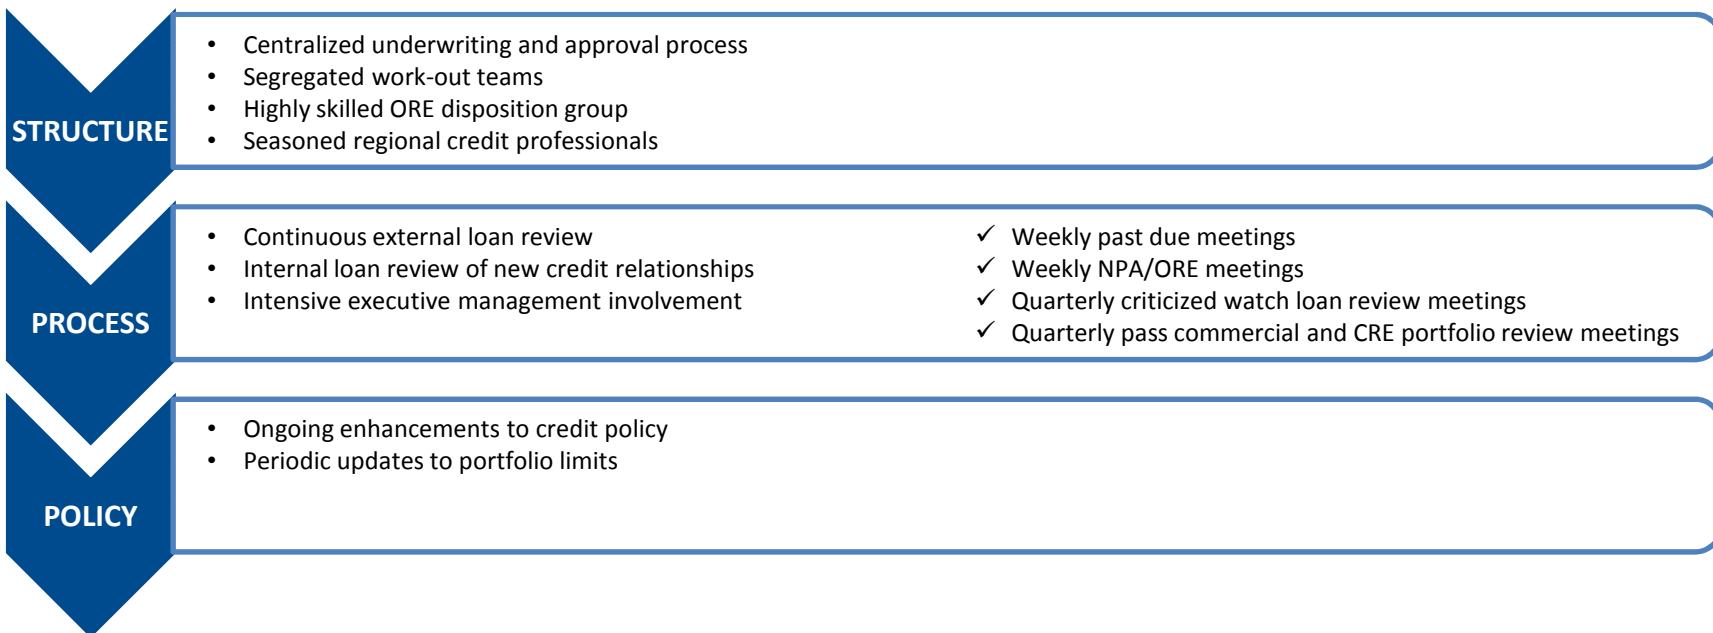 STRUCTURE
• Centralized underwriting and approval process
• Segregated work-out teams
• Highly skilled ORE disposition group
• Seasoned regional credit professionals
PROCESS
• Continuous external loan review
• Internal loan review of new credit relationships
• Intensive executive management involvement
✓ Weekly past due meetings
✓ Weekly NPA/ORE meetings
✓ Quarterly criticized watch loan review meetings
✓ Quarterly pass commercial and CRE portfolio review meetings
POLICY
• Ongoing enhancements to credit policy
• Periodic updates to portfolio limits